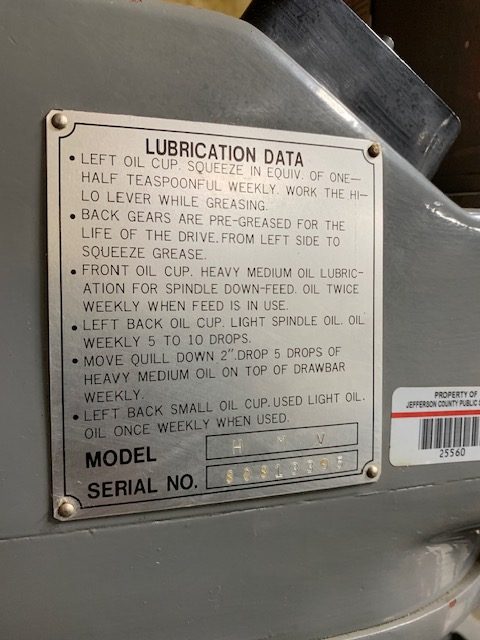 LUBRICATION DATA
• LEFT OIL CUP. SQUEEZE IN EQUIV. OF ONE-
HALF TEASPOONFUL WEEKLY. WORK THE HI-
LO LEVER WHILE GREASING.
• BACK GEARS ARE PRE-GREASED FOR THE
LIFE OF THE DRIVE. FROM LEFT SIDE TO
SQUEEZE GREASE.
• FRONT OIL CUP. HEAVY MEDIUM OIL LUBRIC-
ATION FOR SPINDLE DOWN-FEED. OIL TWICE
WEEKLY WHEN FEED IS IN USE.
• LEFT BACK OIL CUP. LIGHT SPINDLE OIL. OIL
WEEKLY 5 TO 10 DROPS.
• MOVE QUILL DOWN 2". DROP 5 DROPS OF
HEAVY MEDIUM OIL ON TOP OF DRAWBAR
WEEKLY.
• LEFT BACK SMALL OIL CUP. USED LIGHT OIL.
OIL ONCE WEEKLY WHEN USED.
MODEL H M V
SERIAL NO.
PROPERTY OF
JEFFERSON COUNTY PUBLIC
25560